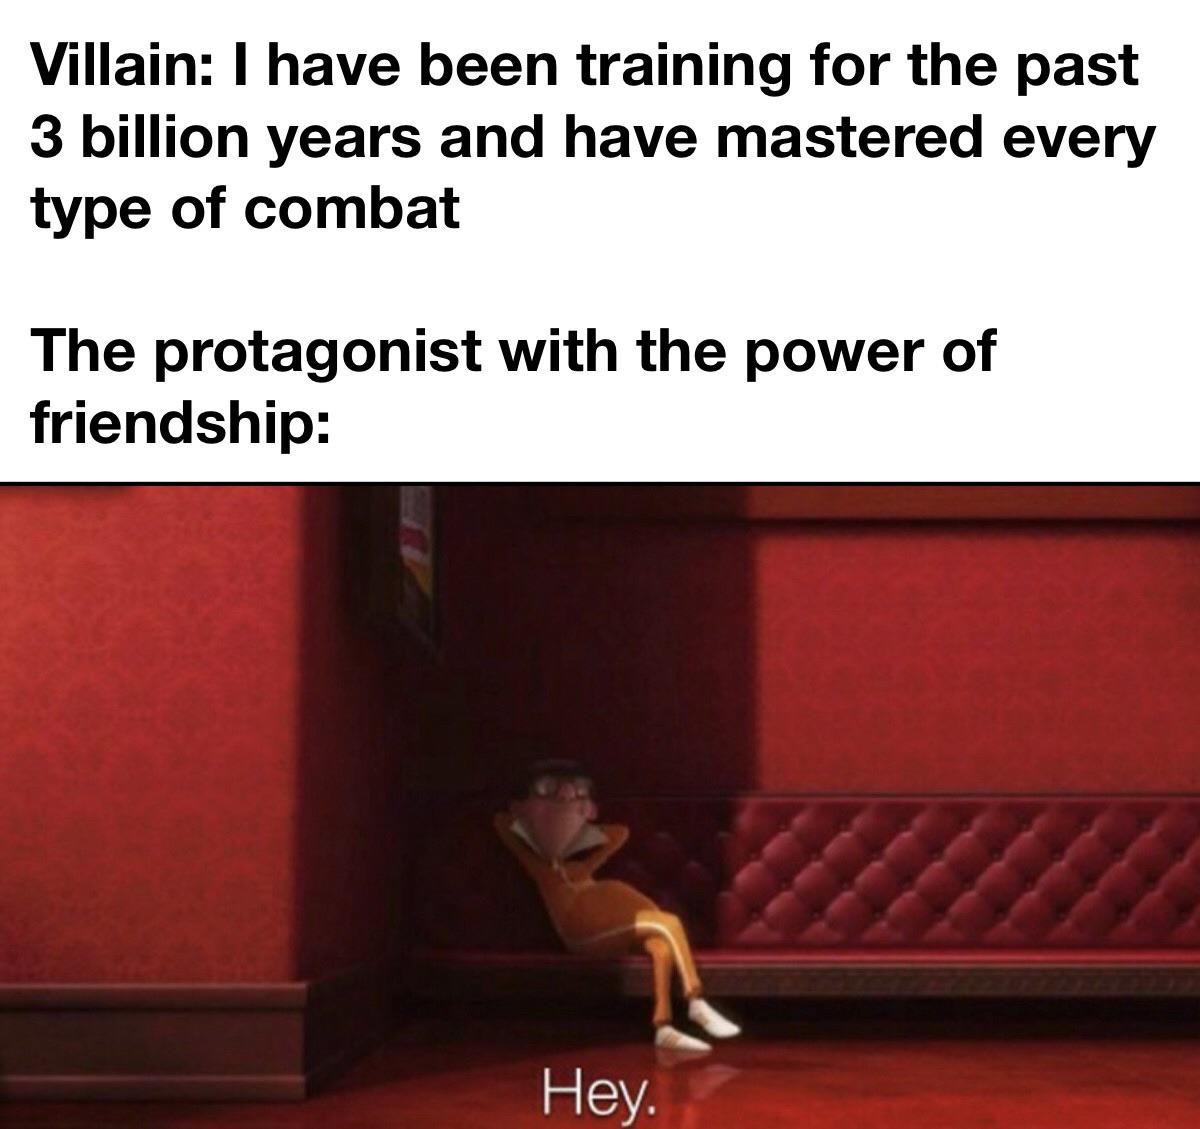 Villain: I have been training for the past
3 billion years and have mastered every
type of combat
The protagonist with the power of
friendship:
Hey.